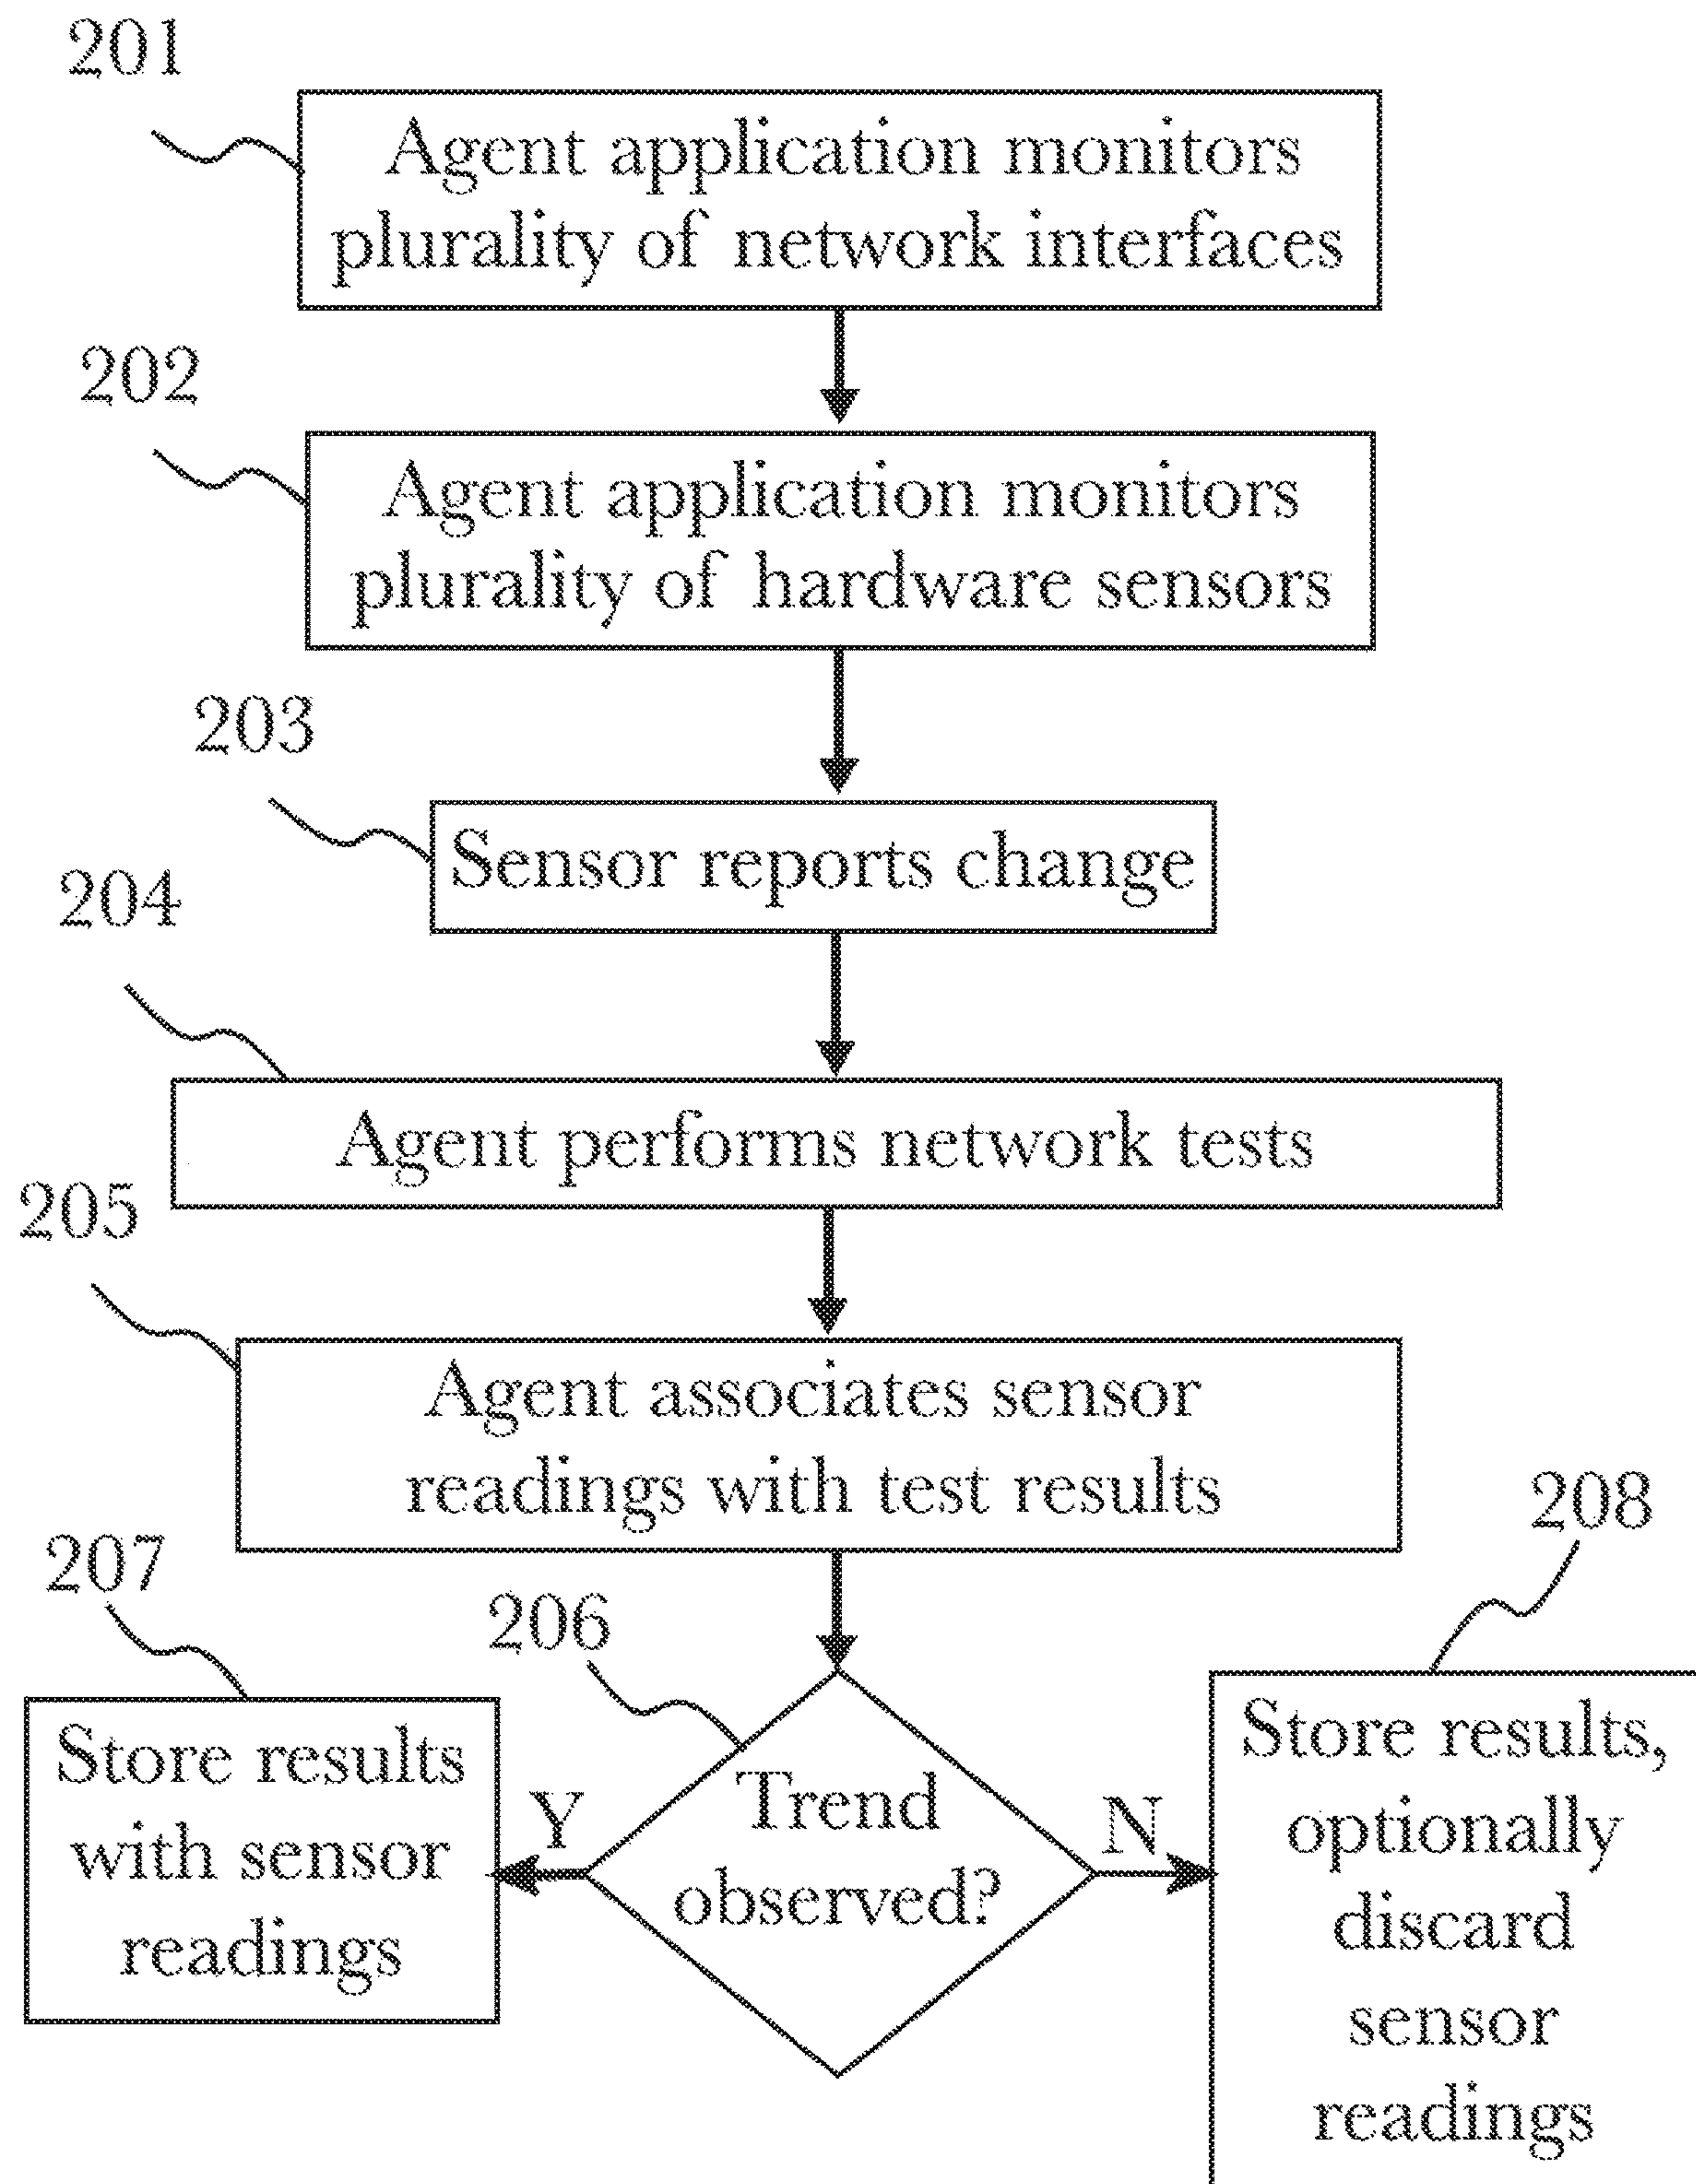 201
Agent application monitors
plurality of network interfaces
202
Agent application monitors
plurality of hardware sensors
203
Sensor reports change
204
Agent performs network tests
205
Agent associates sensor
readings with test results
206
Trend
observed?
Y
N
207
Store results
with sensor
readings
208
Store results,
optionally
discard
sensor
readings